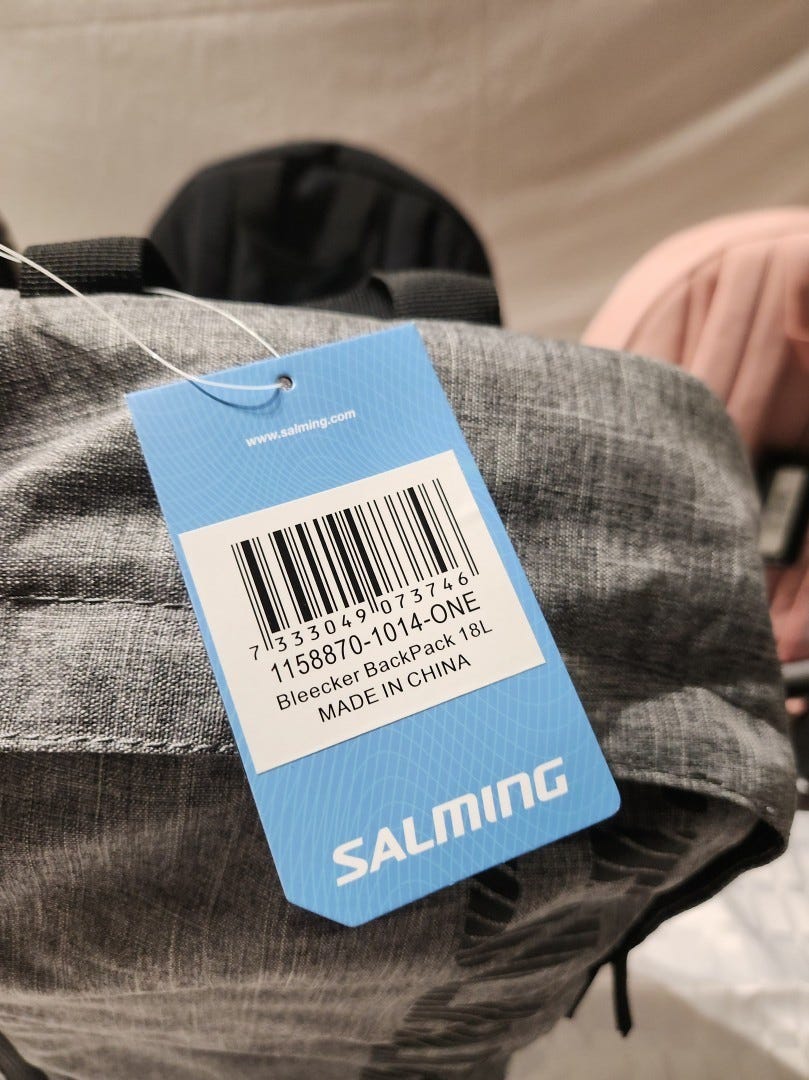 www.salming.com
7 333049 073746
1158870-1014-ONE
Bleecker BackPack 18L
MADE IN CHINA
SALMING